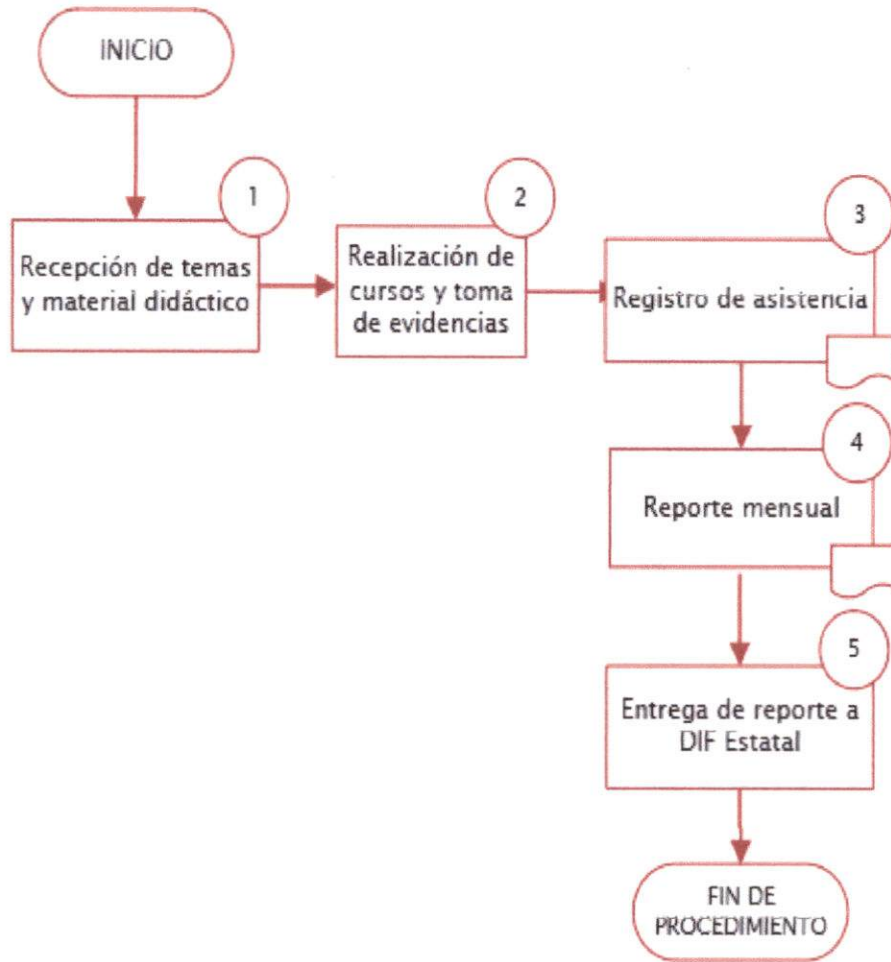 INICIO
1
Recepción de temas
y material didáctico
2
Realización de
cursos y toma
de evidencias
3
Registro de asistencia
4
Reporte mensual
5
Entrega de reporte a
DIF Estatal
FIN DE
PROCEDIMIENTO